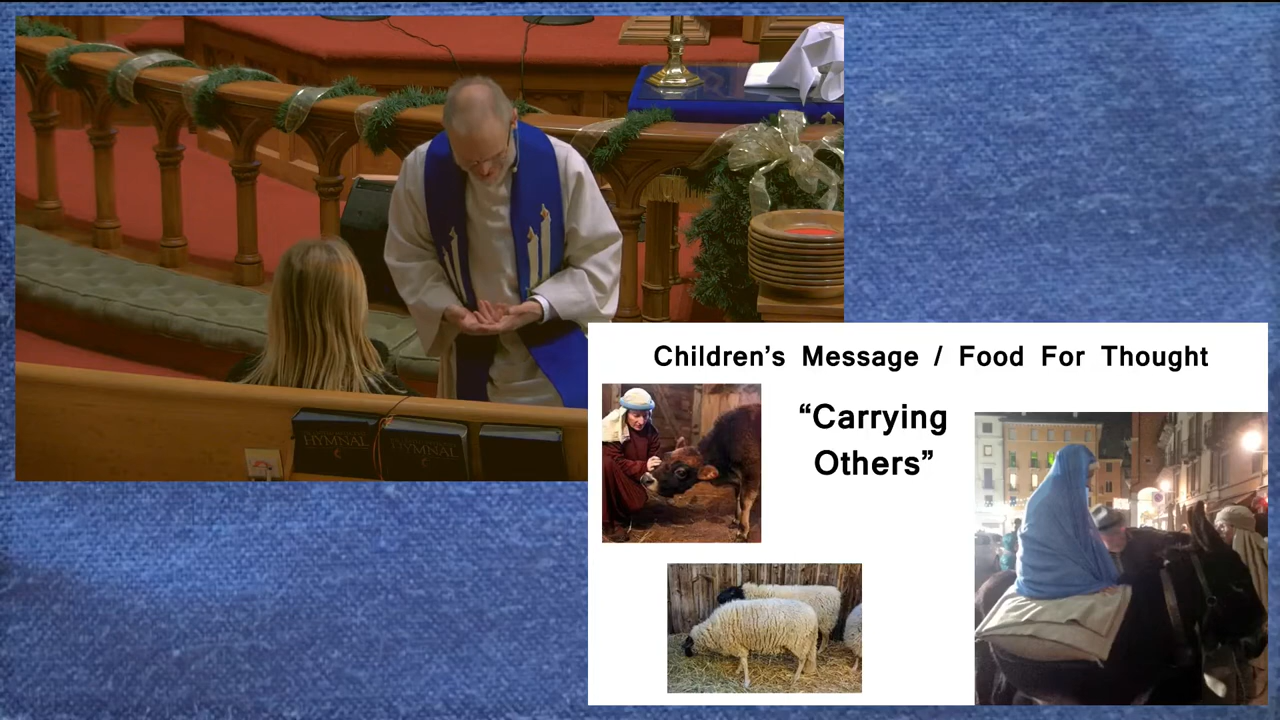 HYMNAL
HYMNAL
Children's Message / Food For Thought
"Carrying
Others"